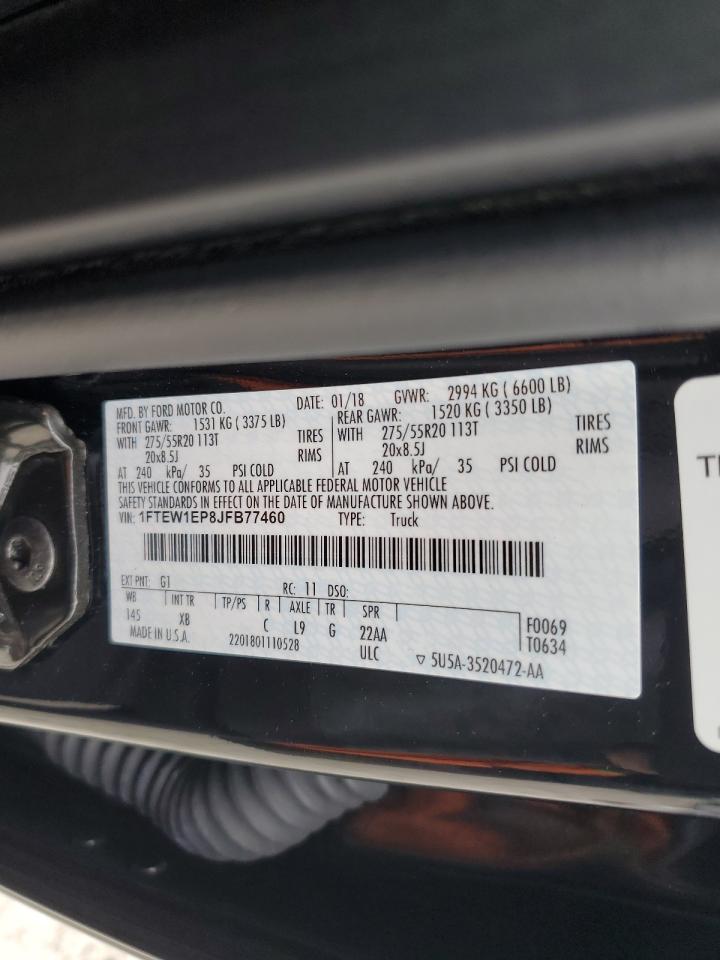 MFD. BY FORD MOTOR CO. DATE: 01/18 GVWR: 2994 KG ( 6600 LB)
FRONT GAWR: 1531 KG ( 3375 LB) REAR GAWR: 1520 KG ( 3350 LB)
WITH 275/55R20 113T TIRES WITH 275/55R20 113T TIRES
20x8.5J RIMS 20x8.5J RIMS
AT 240 kPa/ 35 PSI COLD AT 240 kPa/ 35 PSI COLD
THIS VEHICLE CONFORMS TO ALL APPLICABLE FEDERAL MOTOR VEHICLE
SAFETY STANDARDS IN EFFECT ON THE DATE OF MANUFACTURE SHOWN ABOVE.
VIN: 1FTEW1EP8JFB77460 TYPE: Truck
EXT PNT: G1 RC: 11 DSO:
WB INT TR TP/PS R AXLE TR SPR
145 XB C L9 G 22AA F0069
MADE IN U.S.A. 2201801110528 ULC T0634
▽ 5U5A-3520472-AA